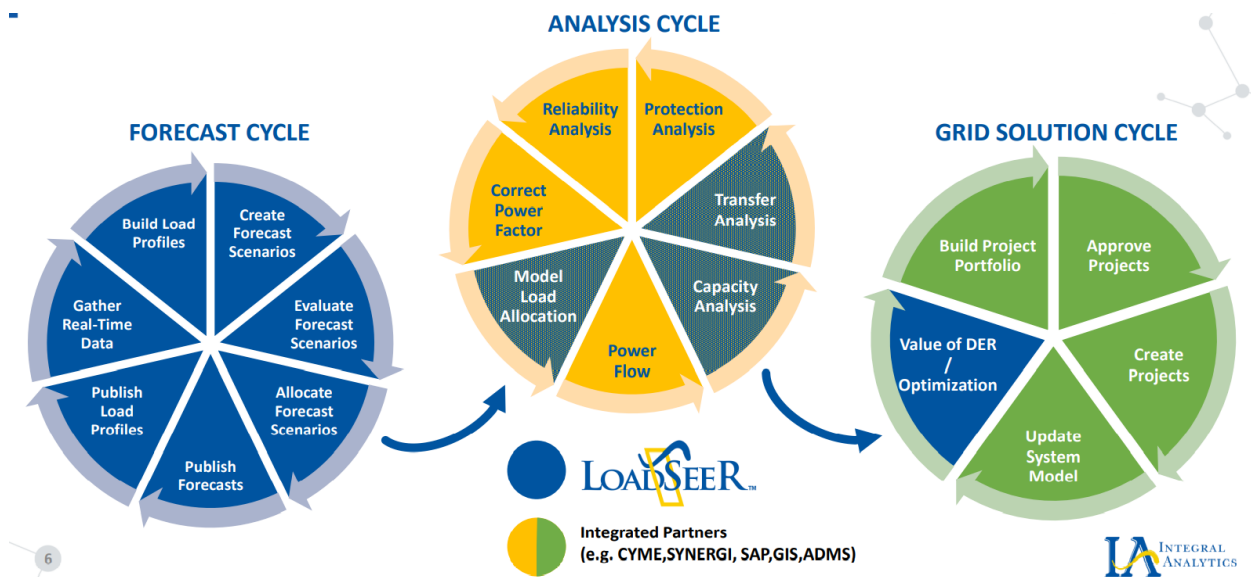 ANALYSIS CYCLE
FORECAST CYCLE
GRID SOLUTION CYCLE
Build Load
Profiles
Create
Forecast
Scenarios
Evaluate
Forecast
Scenarios
Allocate
Forecast
Scenarios
Publish
Forecasts
Publish
Load
Profiles
Gather
Real-Time
Data
Reliability
Analysis
Protection
Analysis
Transfer
Analysis
Capacity
Analysis
Power
Flow
Model
Load
Allocation
Correct
Power
Factor
Build Project
Portfolio
Approve
Projects
Create
Projects
Update
System
Model
Value of DER
/
Optimization
LOADSEER™
Integrated Partners
(e.g. CYME,SYNERGI, SAP,GIS,ADMS)
6
IA INTEGRAL
ANALYTICS